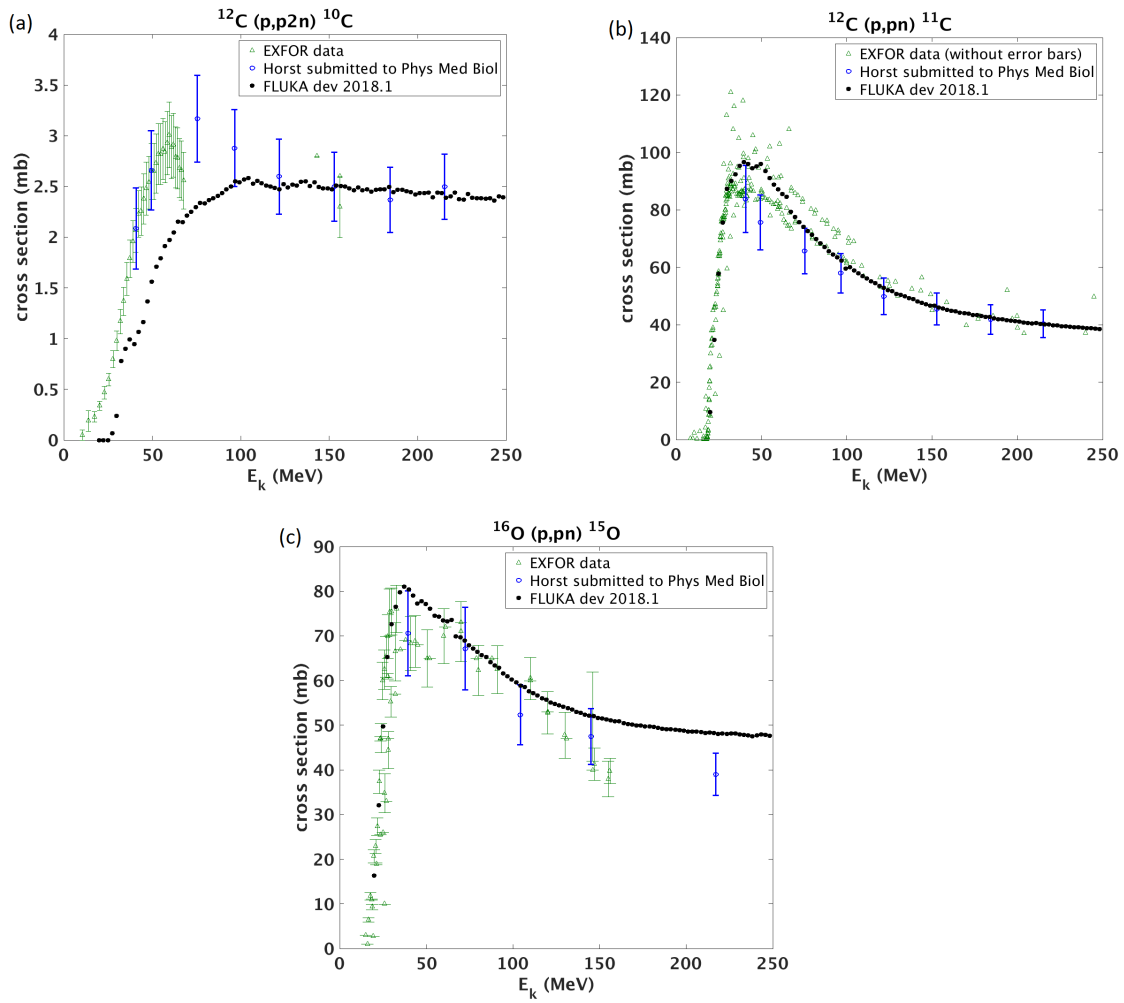 (a)
¹²C (p,p2n) ¹⁰C
EXFOR data
Horst submitted to Phys Med Biol
FLUKA dev 2018.1
cross section (mb)
4
3.5
3
2.5
2
1.5
1
0.5
0
0 50 100 150 200 250
Eₖ (MeV)
(b)
¹²C (p,pn) ¹¹C
EXFOR data (without error bars)
Horst submitted to Phys Med Biol
FLUKA dev 2018.1
cross section (mb)
140
120
100
80
60
40
20
0
0 50 100 150 200 250
Eₖ (MeV)
(c)
¹⁶O (p,pn) ¹⁵O
EXFOR data
Horst submitted to Phys Med Biol
FLUKA dev 2018.1
cross section (mb)
90
80
70
60
50
40
30
20
10
0
0 50 100 150 200 250
Eₖ (MeV)